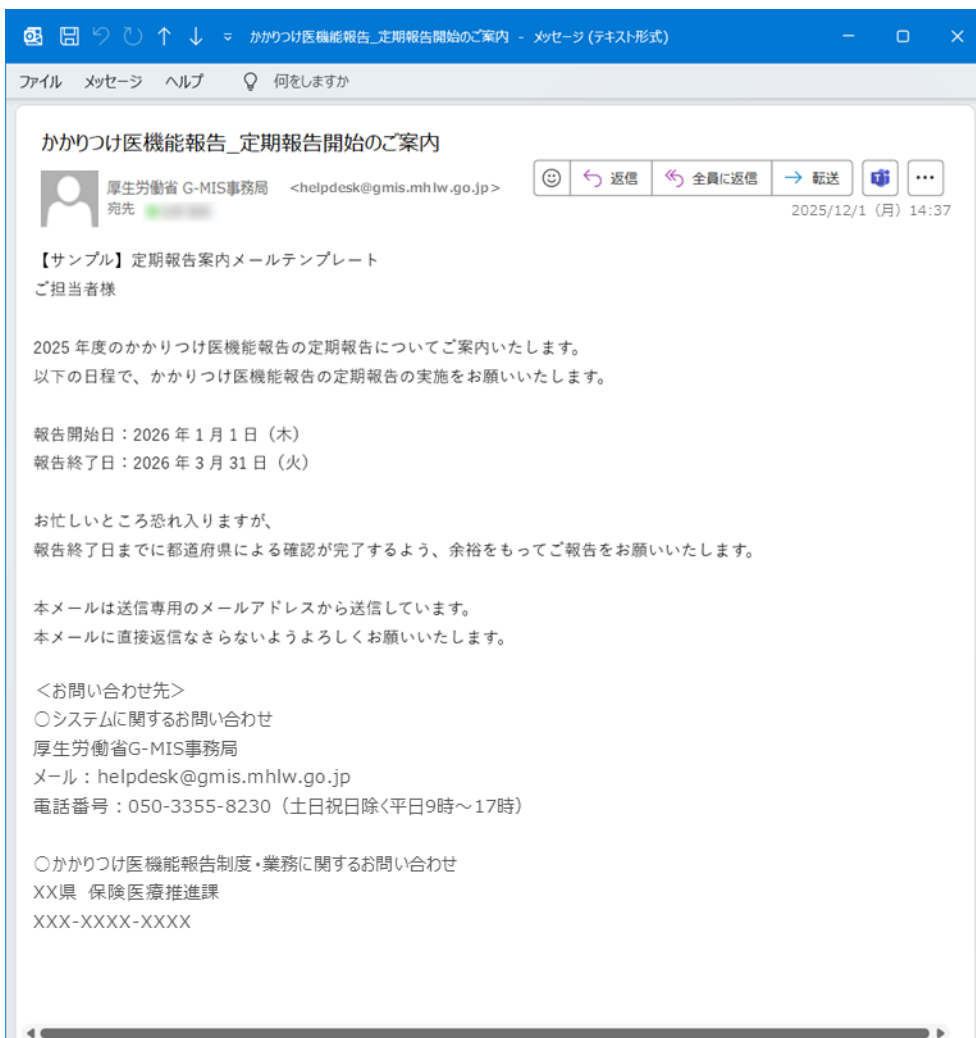 かかりつけ医機能報告_定期報告開始のご案内 - メッセージ (テキスト形式)
ファイル メッセージ ヘルプ 何をしますか
かかりつけ医機能報告_定期報告開始のご案内
厚生労働省 G-MIS事務局 <helpdesk@gmis.mhlw.go.jp>
返信 全員に返信 転送
宛先
2025/12/1 (月) 14:37
【サンプル】定期報告案内メールテンプレート
ご担当者様
2025 年度のかかりつけ医機能報告の定期報告についてご案内いたします。
以下の日程で、かかりつけ医機能報告の定期報告の実施をお願いいたします。
報告開始日：2026 年 1 月 1 日（木）
報告終了日：2026 年 3 月 31 日（火）
お忙しいところ恐れ入りますが、
報告終了日までに都道府県による確認が完了するよう、余裕をもってご報告をお願いいたします。
本メールは送信専用のメールアドレスから送信しています。
本メールに直接返信なさらないようよろしくお願いいたします。
＜お問い合わせ先＞
○システムに関するお問い合わせ
厚生労働省G-MIS事務局
メール：helpdesk@gmis.mhlw.go.jp
電話番号：050-3355-8230（土日祝日除く平日9時～17時）
○かかりつけ医機能報告制度・業務に関するお問い合わせ
XX県 保険医療推進課
XXX-XXXX-XXXX